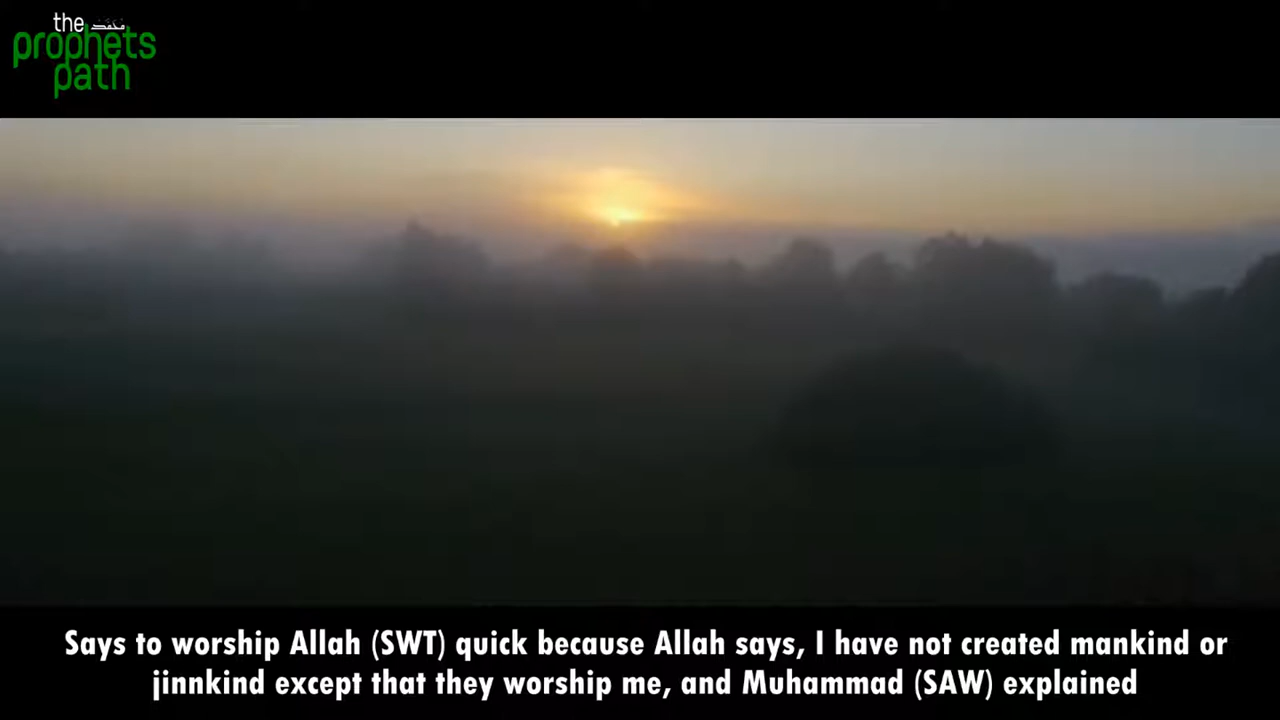 the مُحَمَّد
prophets
path
Says to worship Allah (SWT) quick because Allah says, I have not created mankind or
jinnkind except that they worship me, and Muhammad (SAW) explained